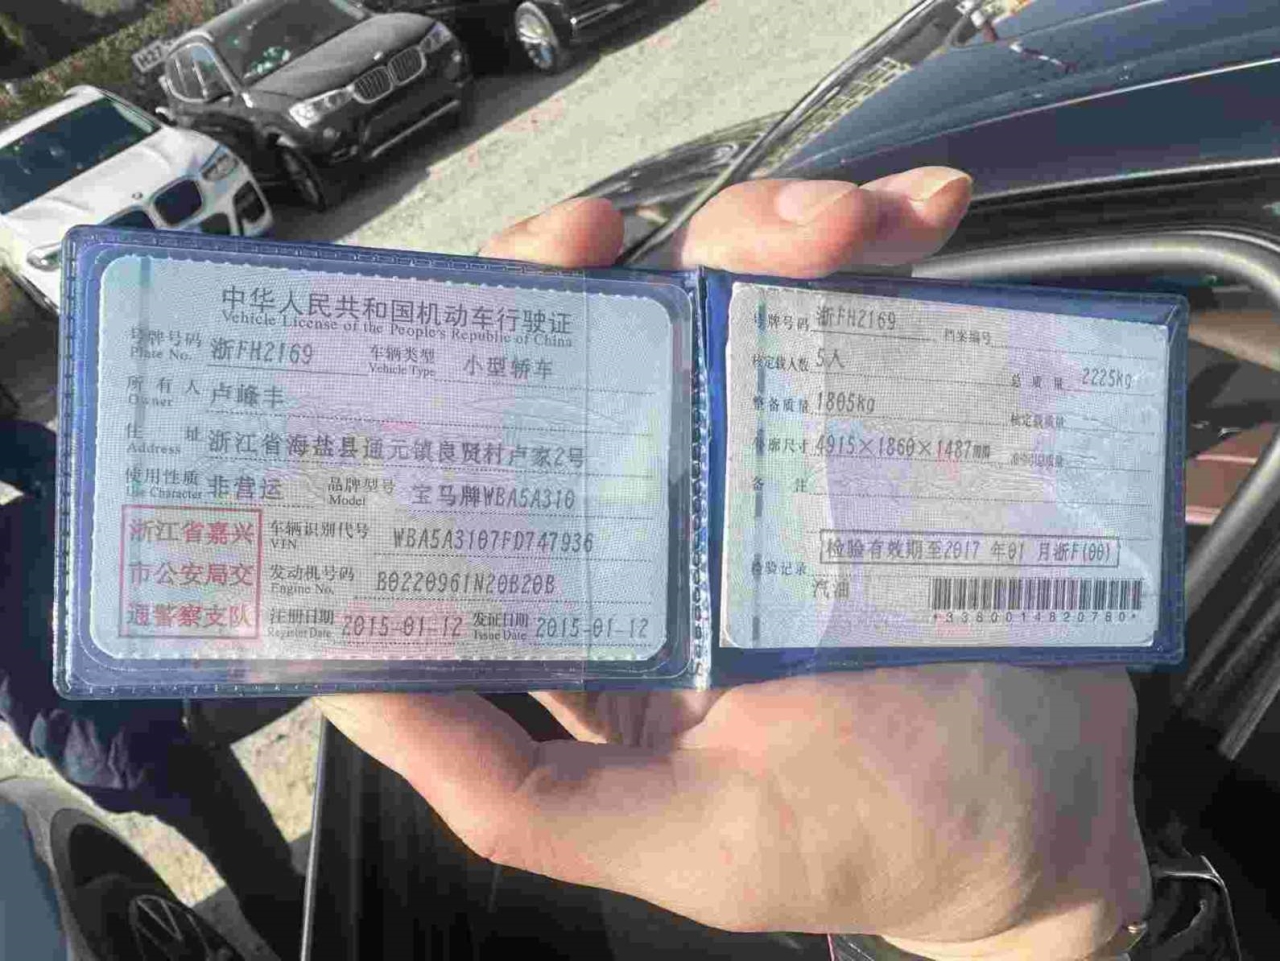 中华人民共和国机动车行驶证
Vehicle License of the People's Republic of China
号牌号码 浙FH2169 车辆类型 小型轿车
Plate No. Vehicle Type
所有人 卢峰丰
Owner
住址 浙江省海盐县通元镇良贤村卢家2号
Address
使用性质 非营运 品牌型号 宝马牌WBA5A310
Use Character Model
浙江省嘉兴
市公安局交
通警察支队
车辆识别代号 WBA5A3107FD747936
VIN
发动机号码 B0220961N20B20B
Engine No.
注册日期 2015-01-12 发证日期 2015-01-12
Register Date Issue Date
号牌号码 浙FH2169 档案编号
核定载人数 5人 总质量 2225kg
整备质量 1805kg 核定载质量
外廓尺寸 4915×1860×1487mm 准牵引总质量
备注
检验有效期至2017 年01 月浙F(00)
检验记录
汽油
*3380014820780*